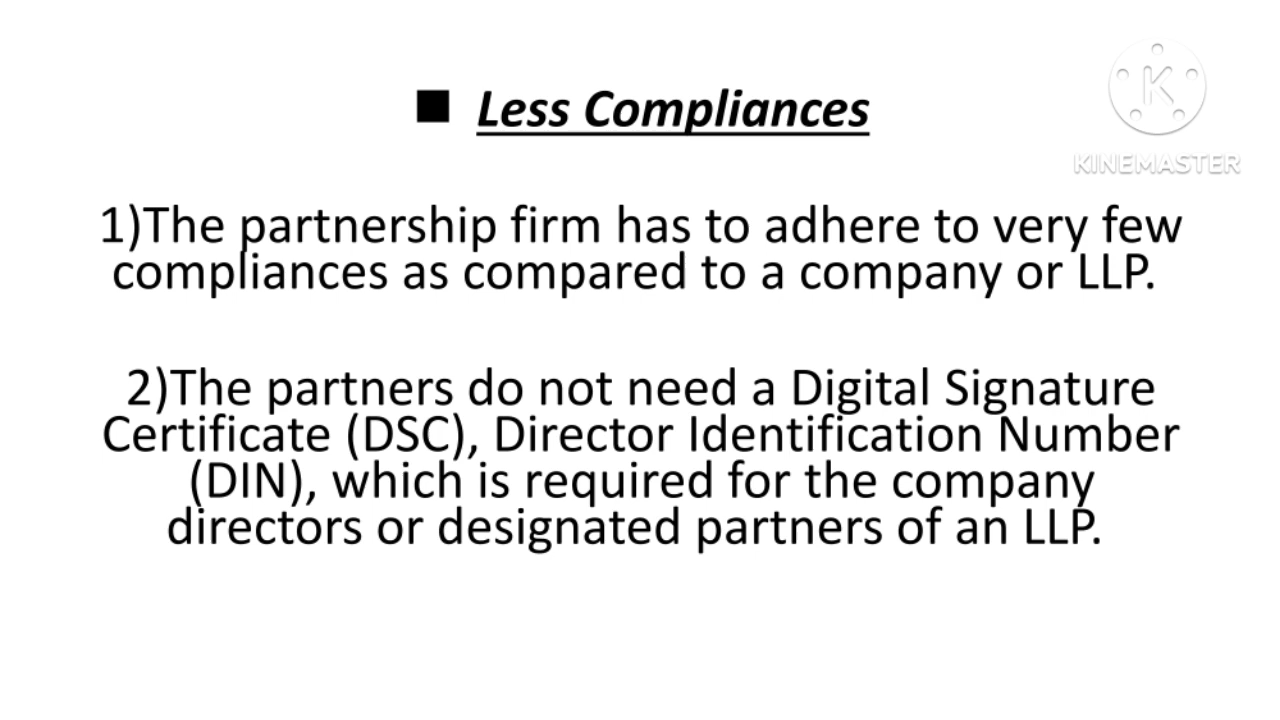 ■ Less Compliances
KINEMASTER
1)The partnership firm has to adhere to very few
compliances as compared to a company or LLP.
2)The partners do not need a Digital Signature
Certificate (DSC), Director Identification Number
(DIN), which is required for the company
directors or designated partners of an LLP.